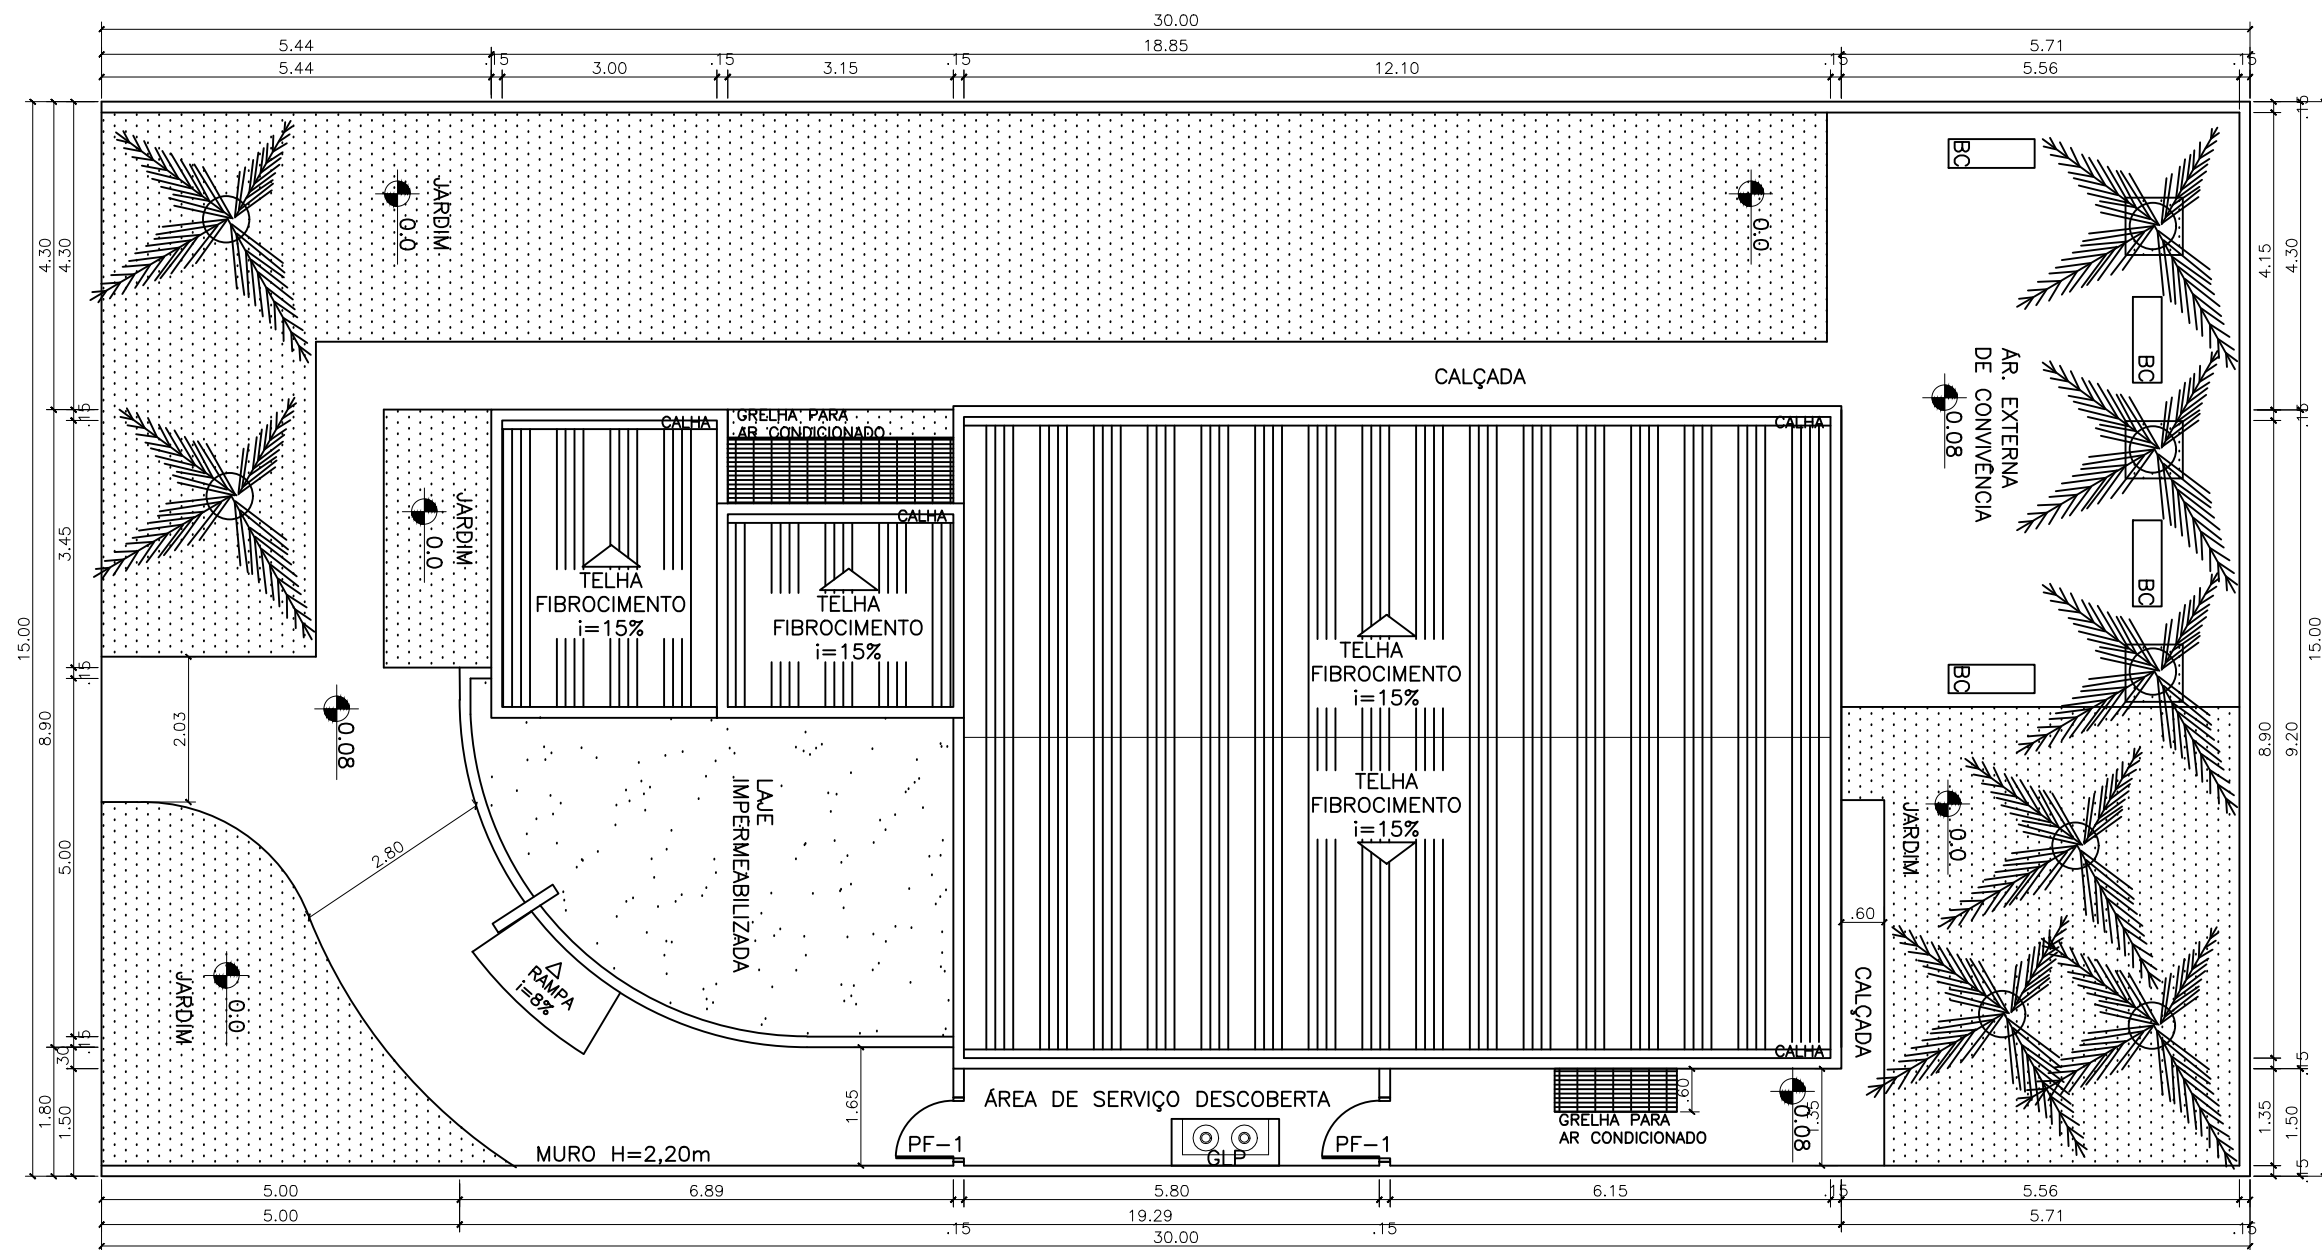 30.00
5.44
18.85
5.71
5.44
.15
3.00
.15
3.15
.15
12.10
.15
5.56
.15
15.00
4.30
4.30
.15
3.45
.15
8.90
5.00
.15
.30
1.80
1.50
JARDIM
0.0
0.0
BC
BC
BC
BC
ÁR. EXTERNA
DE CONVIVÊNCIA
0.08
CALÇADA
CALHA
GRELHA PARA
AR CONDICIONADO
CALHA
CALHA
JARDIM
0.0
TELHA
FIBROCIMENTO
i=15%
TELHA
FIBROCIMENTO
i=15%
TELHA
FIBROCIMENTO
i=15%
TELHA
FIBROCIMENTO
i=15%
2.03
0.08
2.80
LAJE
IMPERMEABILIZADA
RAMPA
i=8%
JARDIM
0.0
JARDIM
0.0
.60
CALÇADA
CALHA
1.65
ÁREA DE SERVIÇO DESCOBERTA
PF-1
GLP
PF-1
.60
GRELHA PARA
AR CONDICIONADO
0.08
1.35
MURO H=2,20m
.15
4.15
4.30
.15
.15
15.00
8.90
9.20
.15
1.35
1.50
.15
5.00
6.89
5.80
6.15
.15
5.56
5.00
19.29
5.71
.15
.15
.15
30.00